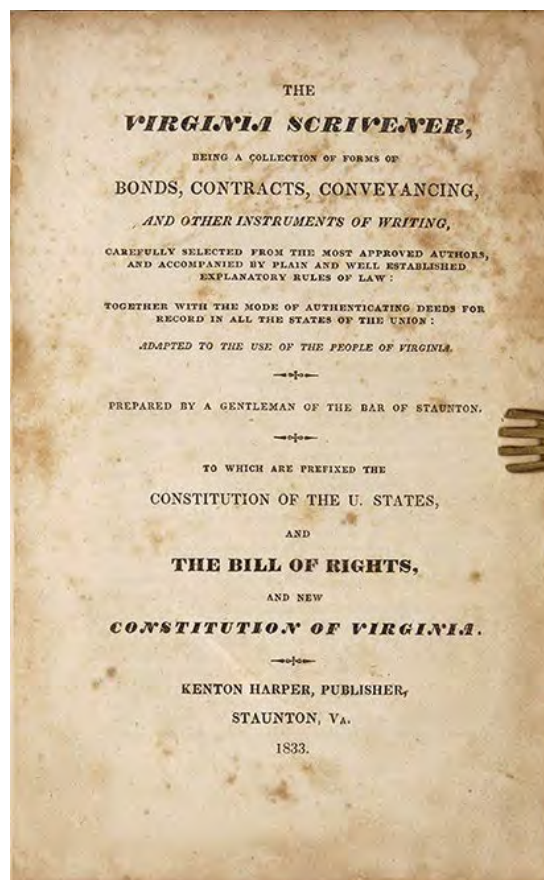 THE
VIRGINIA SCRIVENER,
BEING A COLLECTION OF FORMS OF
BONDS, CONTRACTS, CONVEYANCING,
AND OTHER INSTRUMENTS OF WRITING,
CAREFULLY SELECTED FROM THE MOST APPROVED AUTHORS,
AND ACCOMPANIED BY PLAIN AND WELL ESTABLISHED
EXPLANATORY RULES OF LAW:
TOGETHER WITH THE MODE OF AUTHENTICATING DEEDS FOR
RECORD IN ALL THE STATES OF THE UNION:
ADAPTED TO THE USE OF THE PEOPLE OF VIRGINIA.
PREPARED BY A GENTLEMAN OF THE BAR OF STAUNTON.
TO WHICH ARE PREFIXED THE
CONSTITUTION OF THE U. STATES,
AND
THE BILL OF RIGHTS,
AND NEW
CONSTITUTION OF VIRGINIA.
KENTON HARPER, PUBLISHER,
STAUNTON, VA.
1833.